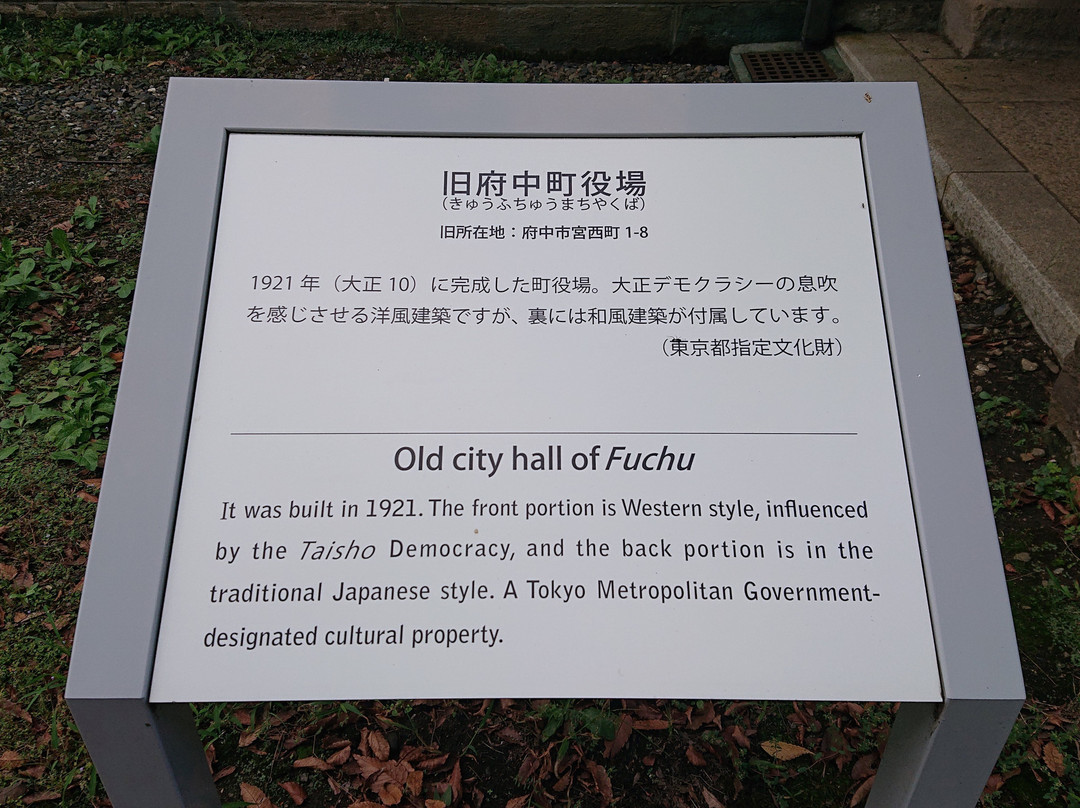 旧府中町役場
（きゅうふちゅうまちやくば）
旧所在地：府中市宮西町 1-8
1921 年（大正 10）に完成した町役場。大正デモクラシーの息吹
を感じさせる洋風建築ですが、裏には和風建築が付属しています。
（東京都指定文化財）
Old city hall of Fuchu
It was built in 1921. The front portion is Western style, influenced
by the Taisho Democracy, and the back portion is in the
traditional Japanese style. A Tokyo Metropolitan Government-
designated cultural property.